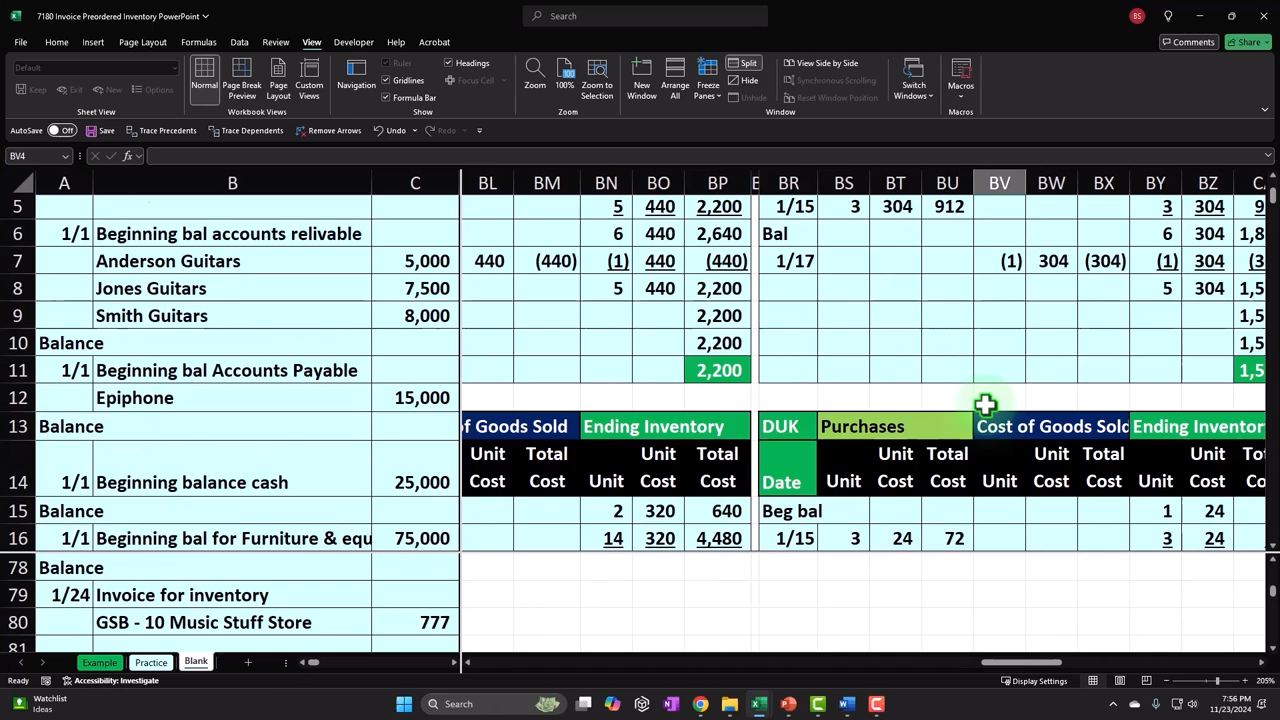 7180 Invoice Preordered Inventory PowerPoint
Search
BS
File Home Insert Page Layout Formulas Data Review View Developer Help Acrobat
Comments
Share
Default
Keep Exit New Options
Sheet View
Normal
Page Break Preview
Page Layout
Custom Views
Workbook Views
Navigation
Ruler
Gridlines
Formula Bar
Headings
Focus Cell
Show
Zoom
100%
Zoom to Selection
Zoom
New Window
Arrange All
Freeze Panes
Split
Hide
Unhide
View Side by Side
Synchronous Scrolling
Reset Window Position
Switch Windows
Window
Macros
Macros
AutoSave Off Save Trace Precedents Trace Dependents Remove Arrows Undo Redo
BV4 fx
A B C BL BM BN BO BP BR BS BT BU BV BW BX BY BZ
5 5 440 2,200 1/15 3 304 912 3 304 9
6 1/1 Beginning bal accounts relivable 6 440 2,640 Bal 6 304 1,8
7 Anderson Guitars 5,000 440 (440) (1) 440 (440) 1/17 (1) 304 (304) (1) 304 (3
8 Jones Guitars 7,500 5 440 2,200 5 304 1,5
9 Smith Guitars 8,000 2,200 1,5
10 Balance 2,200 1,5
11 1/1 Beginning bal Accounts Payable 2,200 1,5
12 Epiphone 15,000
13 Balance of Goods Sold Ending Inventory DUK Purchases Cost of Goods Sold Ending Inventory
Unit Total Unit Total Unit Total Unit Total Unit Tot
14 1/1 Beginning balance cash 25,000 Cost Cost Unit Cost Cost Date Unit Cost Cost Unit Cost Cost Unit Cost Co
15 Balance 2 320 640 Beg bal 1 24
16 1/1 Beginning bal for Furniture & equ 75,000 14 320 4,480 1/15 3 24 72 3 24
78 Balance
79 1/24 Invoice for inventory
80 GSB - 10 Music Stuff Store 777
81
Example Practice Blank
Ready Accessibility: Investigate Display Settings 205%
Watchlist
Ideas
Search
7:56 PM
11/23/2024